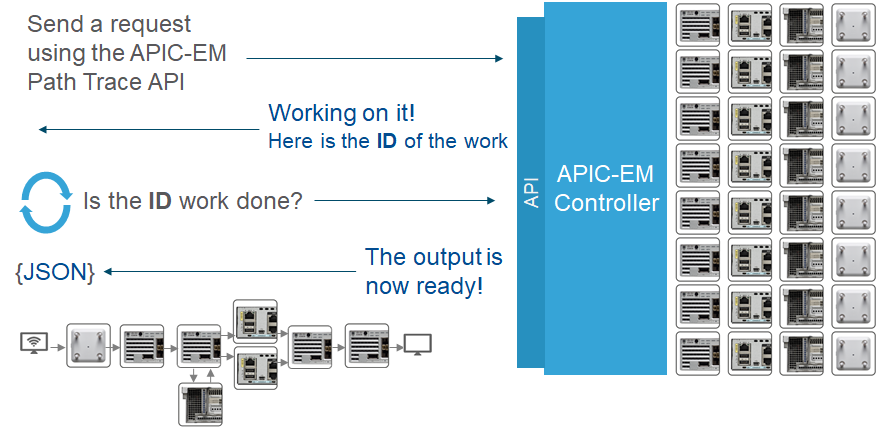 Send a request
using the APIC-EM
Path Trace API
Working on it!
Here is the ID of the work
Is the ID work done?
The output is
now ready!
{JSON}
API
APIC-EM
Controller